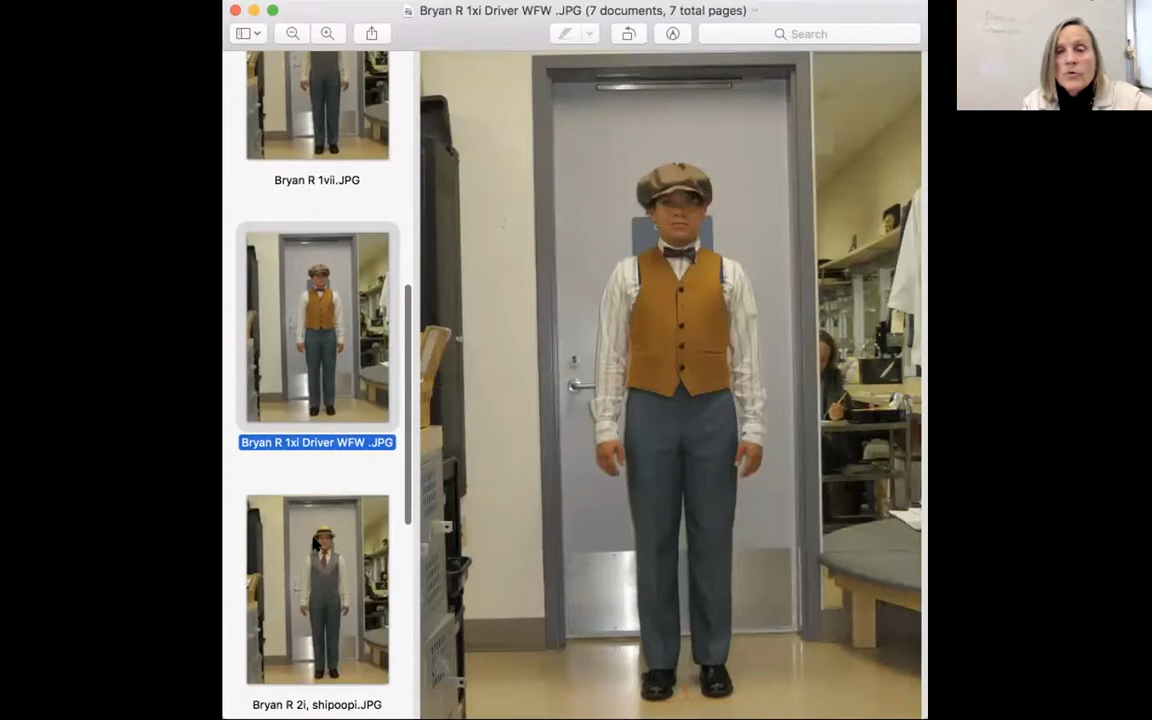 Bryan R 1xi Driver WFW .JPG (7 documents, 7 total pages)
Search
Bryan R 1vii.JPG
Bryan R 1xi Driver WFW .JPG
Bryan R 2i, shipoopi.JPG